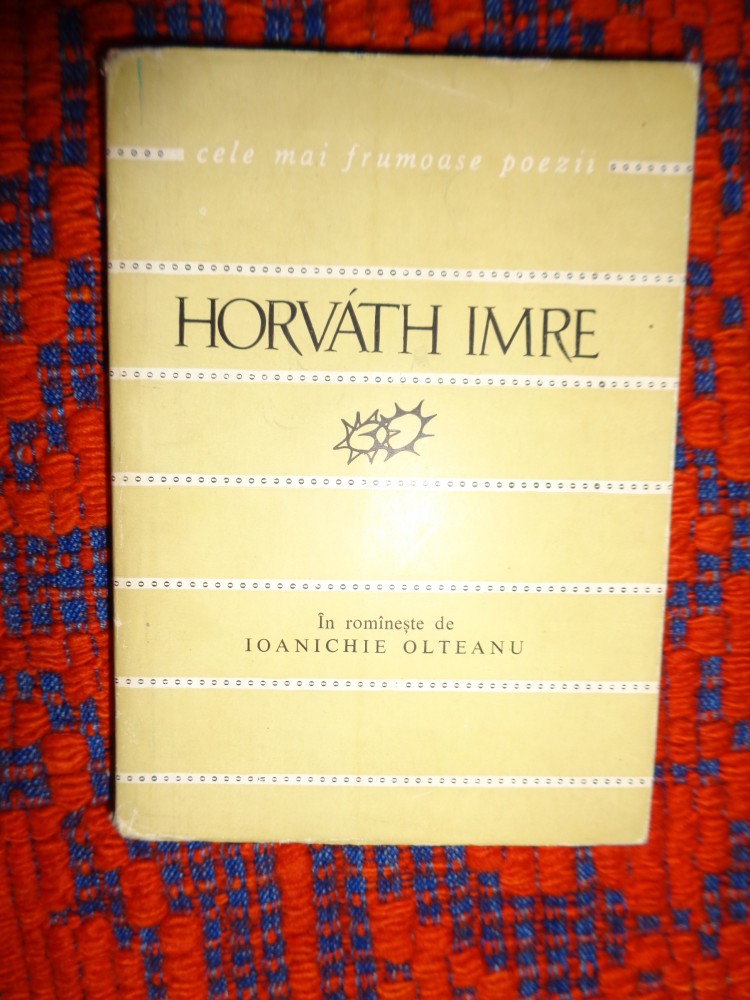 cele mai frumoase poezii
HORVÁTH IMRE
În romînește de
IOANICHIE OLTEANU